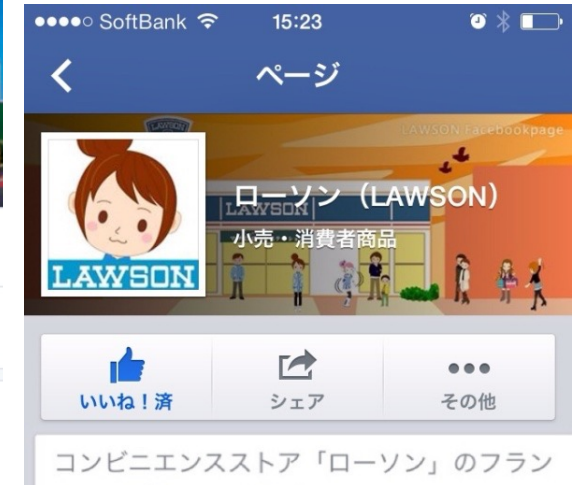 ●●●●○ SoftBank 15:23
ページ
LAWSON Facebookpage
LAWSON
ローソン（LAWSON）
小売・消費者商品
LAWSON
いいね！済
シェア
その他
コンビニエンスストア「ローソン」のフラン